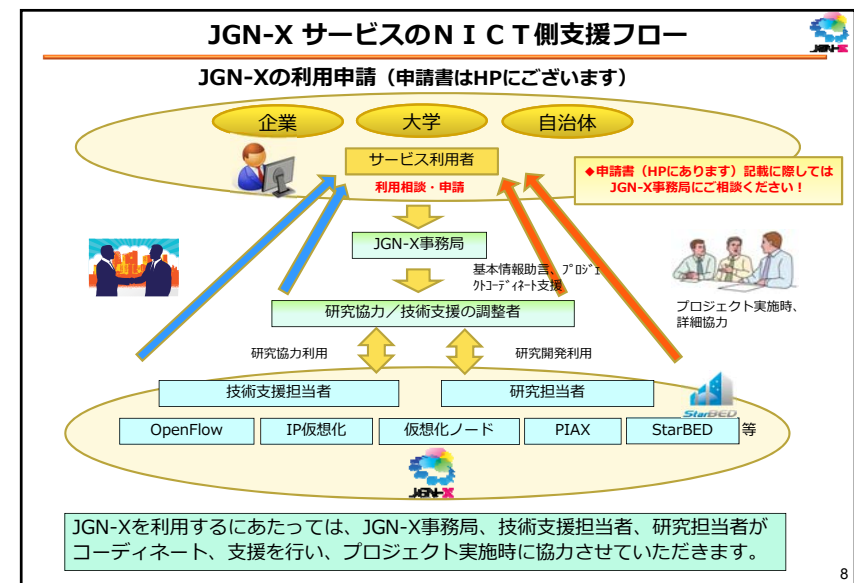 JGN-X サービスのＮＩＣＴ側支援フロー
JGN-X
JGN-Xの利用申請（申請書はHPにございます）
企業
大学
自治体
サービス利用者
利用相談・申請
◆申請書（HPにあります）記載に際しては
JGN-X事務局にご相談ください！
JGN-X事務局
基本情報助言、ﾌﾟﾛｼﾞｪ
ｸﾄｺｰﾃﾞｨﾈｰﾄ支援
プロジェクト実施時、
詳細協力
研究協力／技術支援の調整者
研究協力利用
研究開発利用
技術支援担当者
研究担当者
StarBED
OpenFlow
IP仮想化
仮想化ノード
PIAX
StarBED
等
JGN-X
JGN-Xを利用するにあたっては、JGN-X事務局、技術支援担当者、研究担当者が
コーディネート、支援を行い、プロジェクト実施時に協力させていただきます。
8